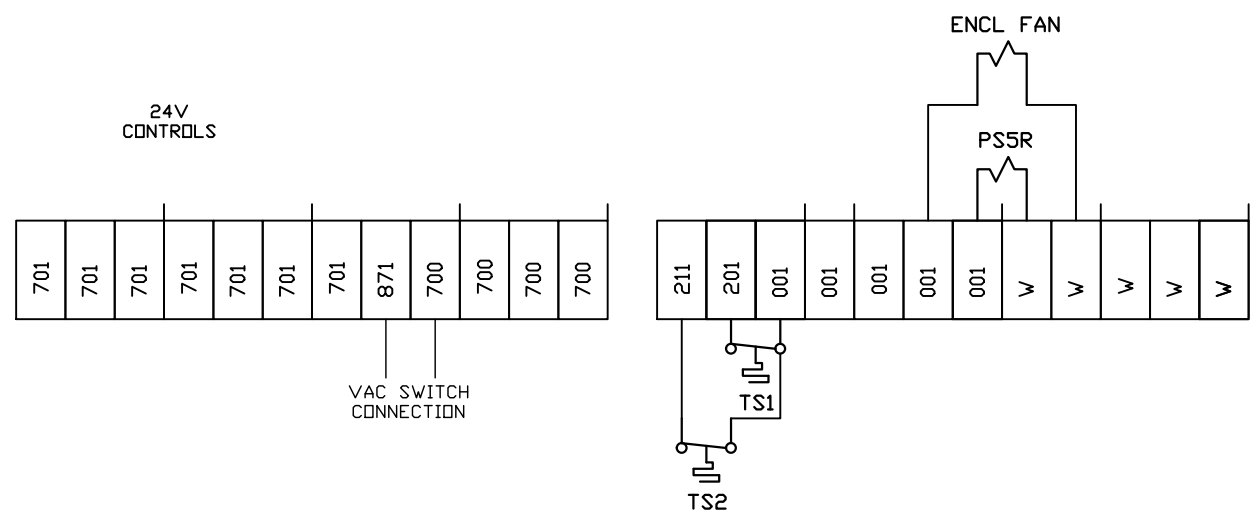 ENCL FAN
24V
CONTROLS
PS5R
701 701 701 701 701 701 701 871 700 700 700 700
211 201 001 001 001 001 001 W W W W W
VAC SWITCH
CONNECTION
TS1
TS2